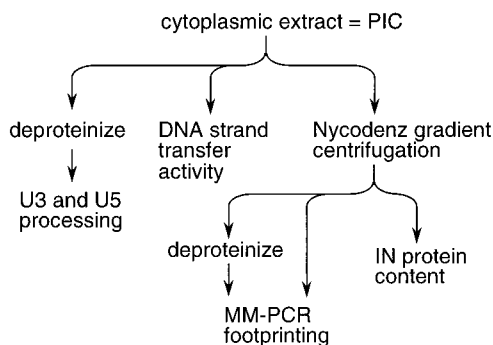 cytoplasmic extract = PIC
deproteinize
DNA strand
transfer
activity
Nycodenz gradient
centrifugation
U3 and U5
processing
deproteinize
IN protein
content
MM-PCR
footprinting